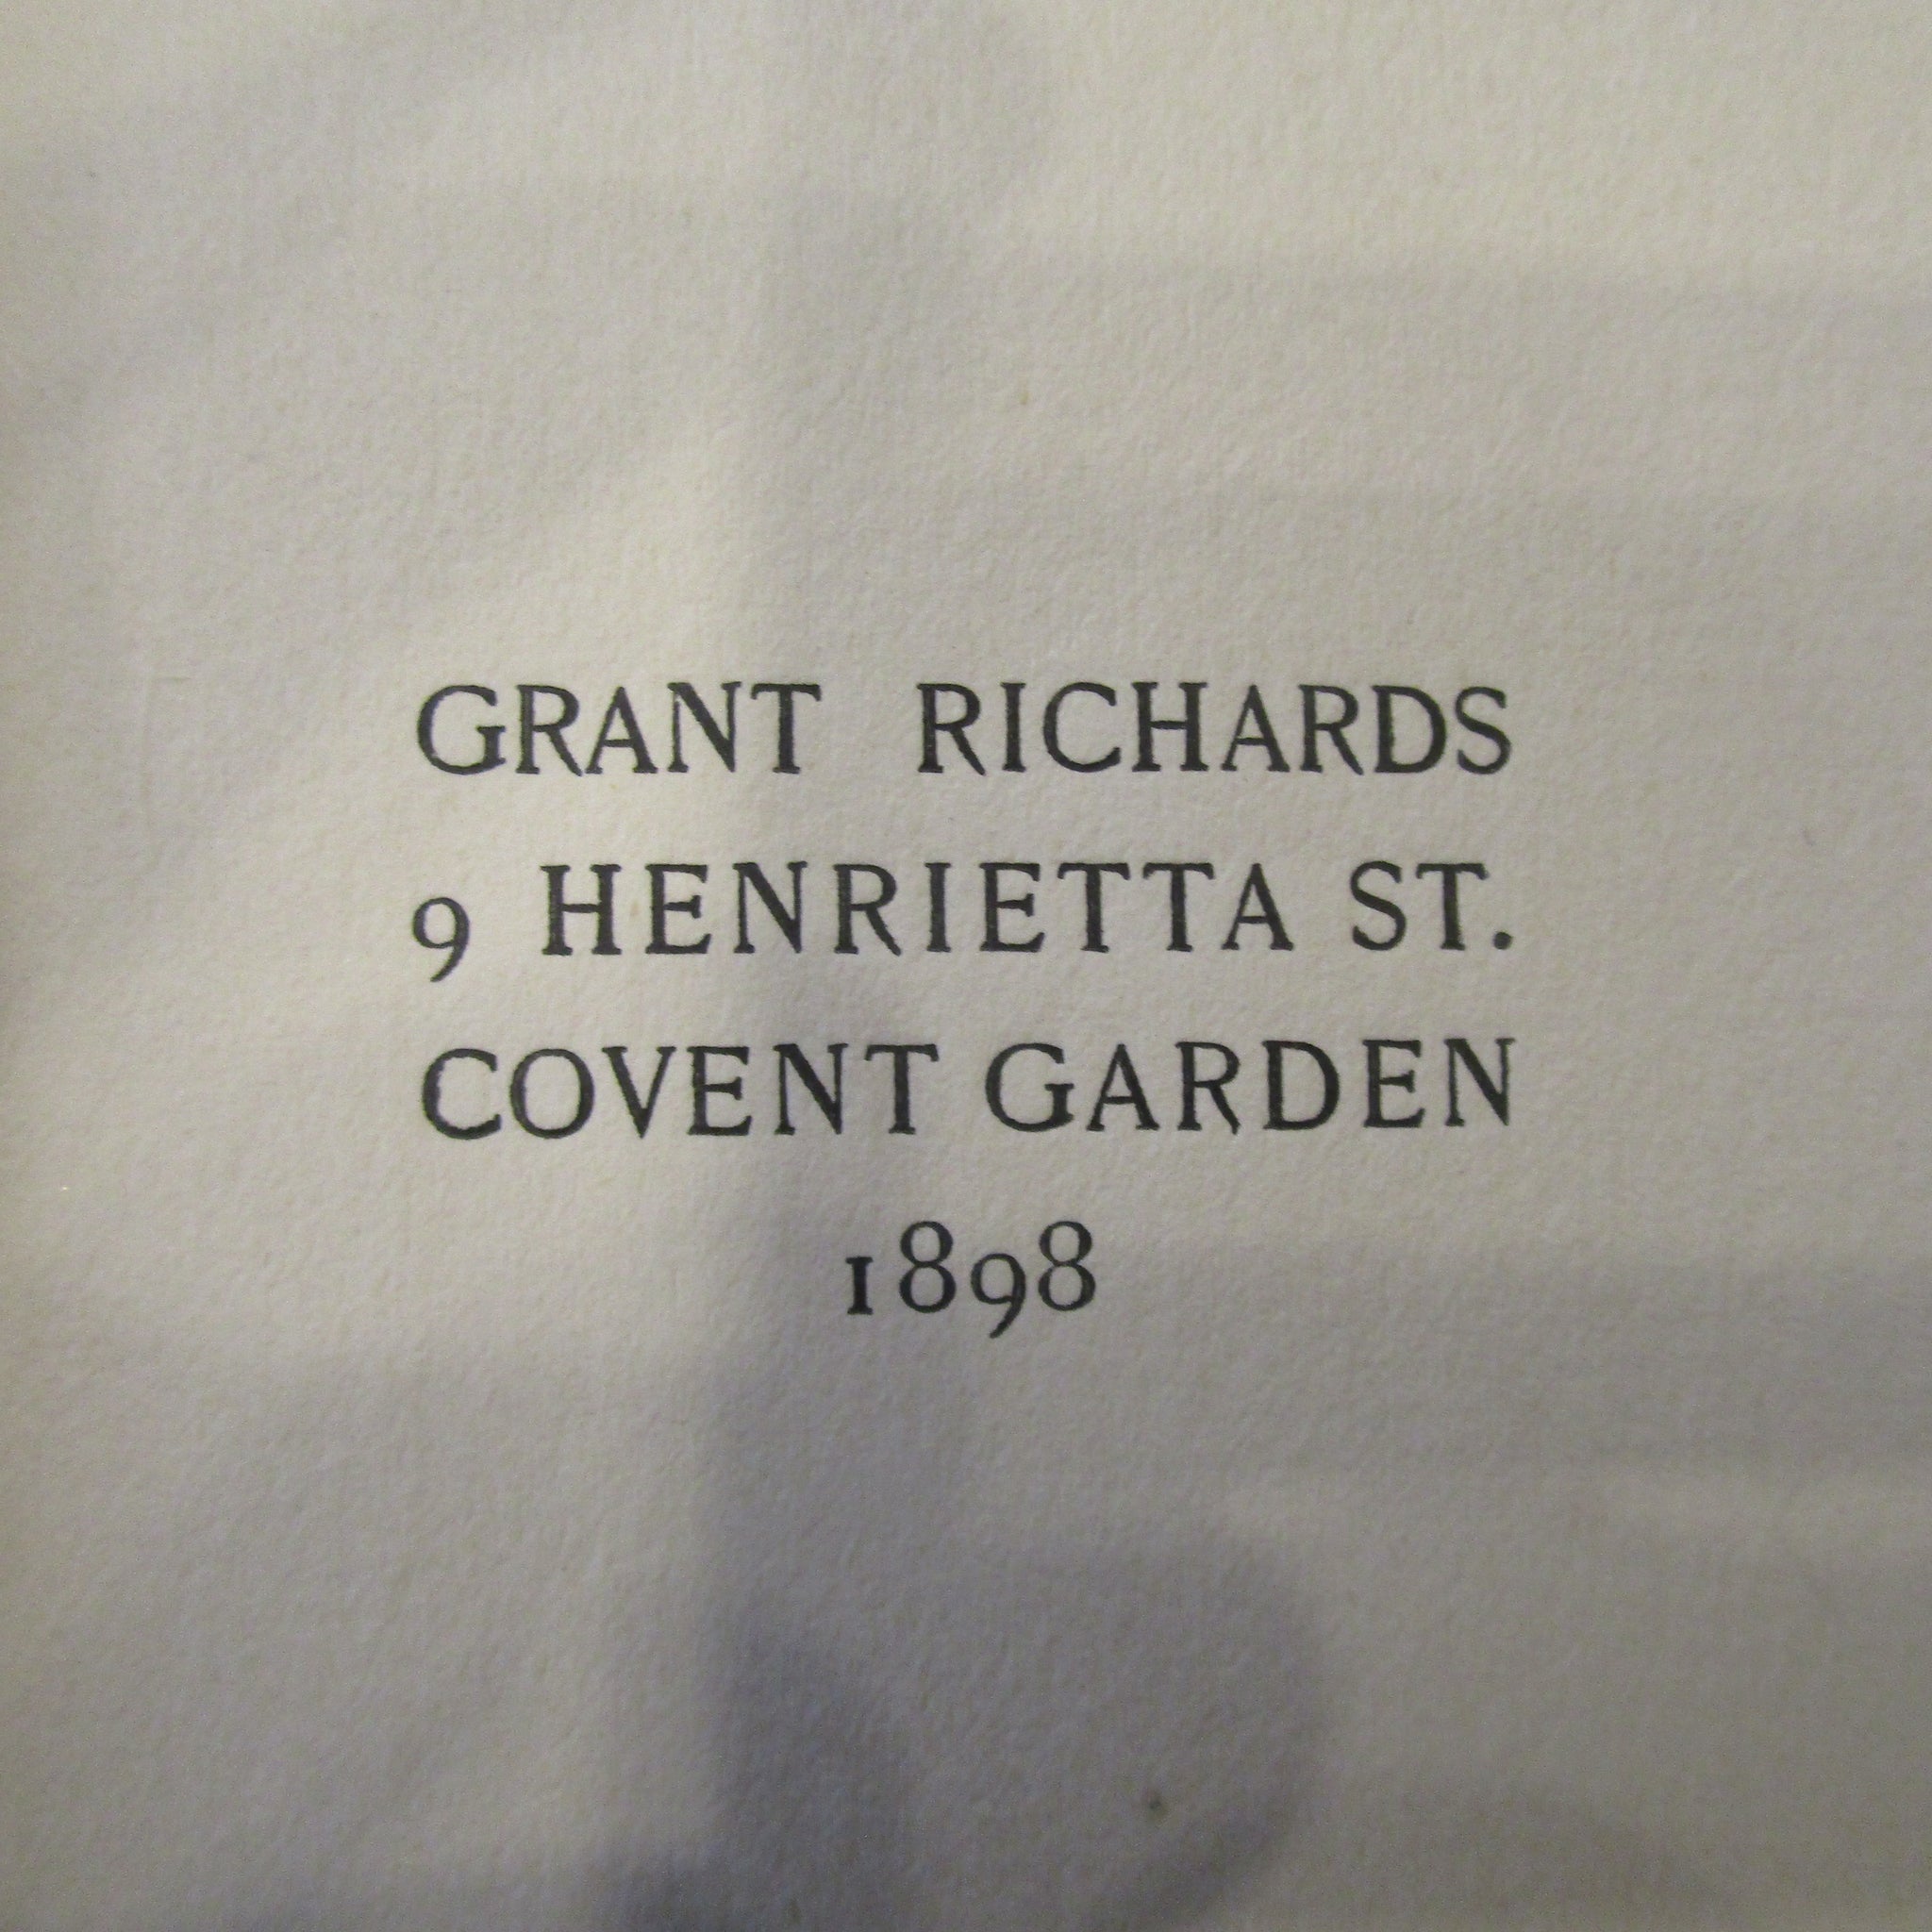 GRANT RICHARDS
9 HENRIETTA ST.
COVENT GARDEN
1898